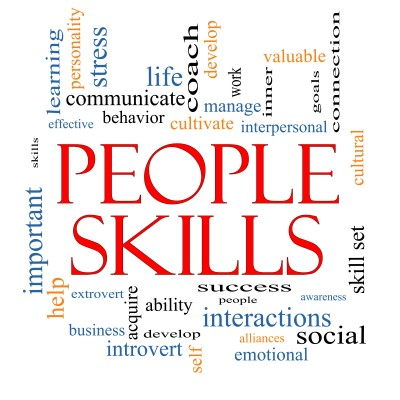 learning
personality
stress
life
coach
develop
work
valuable
inner
goals
connection
communicate
manage
effective
behavior
cultivate
interpersonal
skills
PEOPLE
cultural
SKILLS
important
skill set
help
extrovert
acquire
ability
success
people
awareness
interactions
business
develop
alliances
social
introvert
self
emotional